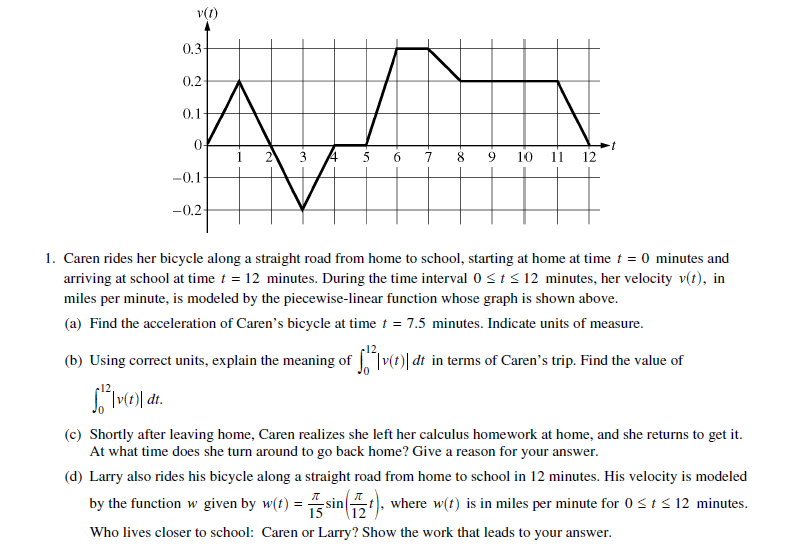 v(t)
0.3
0.2
0.1
0
1 2 3 4 5 6 7 8 9 10 11 12 t
−0.1
−0.2
1. Caren rides her bicycle along a straight road from home to school, starting at home at time t = 0 minutes and
arriving at school at time t = 12 minutes. During the time interval 0 ≤ t ≤ 12 minutes, her velocity v(t), in
miles per minute, is modeled by the piecewise-linear function whose graph is shown above.
(a) Find the acceleration of Caren's bicycle at time t = 7.5 minutes. Indicate units of measure.
(b) Using correct units, explain the meaning of ∫₀¹²|v(t)| dt in terms of Caren's trip. Find the value of
∫₀¹²|v(t)| dt.
(c) Shortly after leaving home, Caren realizes she left her calculus homework at home, and she returns to get it.
At what time does she turn around to go back home? Give a reason for your answer.
(d) Larry also rides his bicycle along a straight road from home to school in 12 minutes. His velocity is modeled
by the function w given by w(t) = π/15 sin(π/12 t), where w(t) is in miles per minute for 0 ≤ t ≤ 12 minutes.
Who lives closer to school: Caren or Larry? Show the work that leads to your answer.